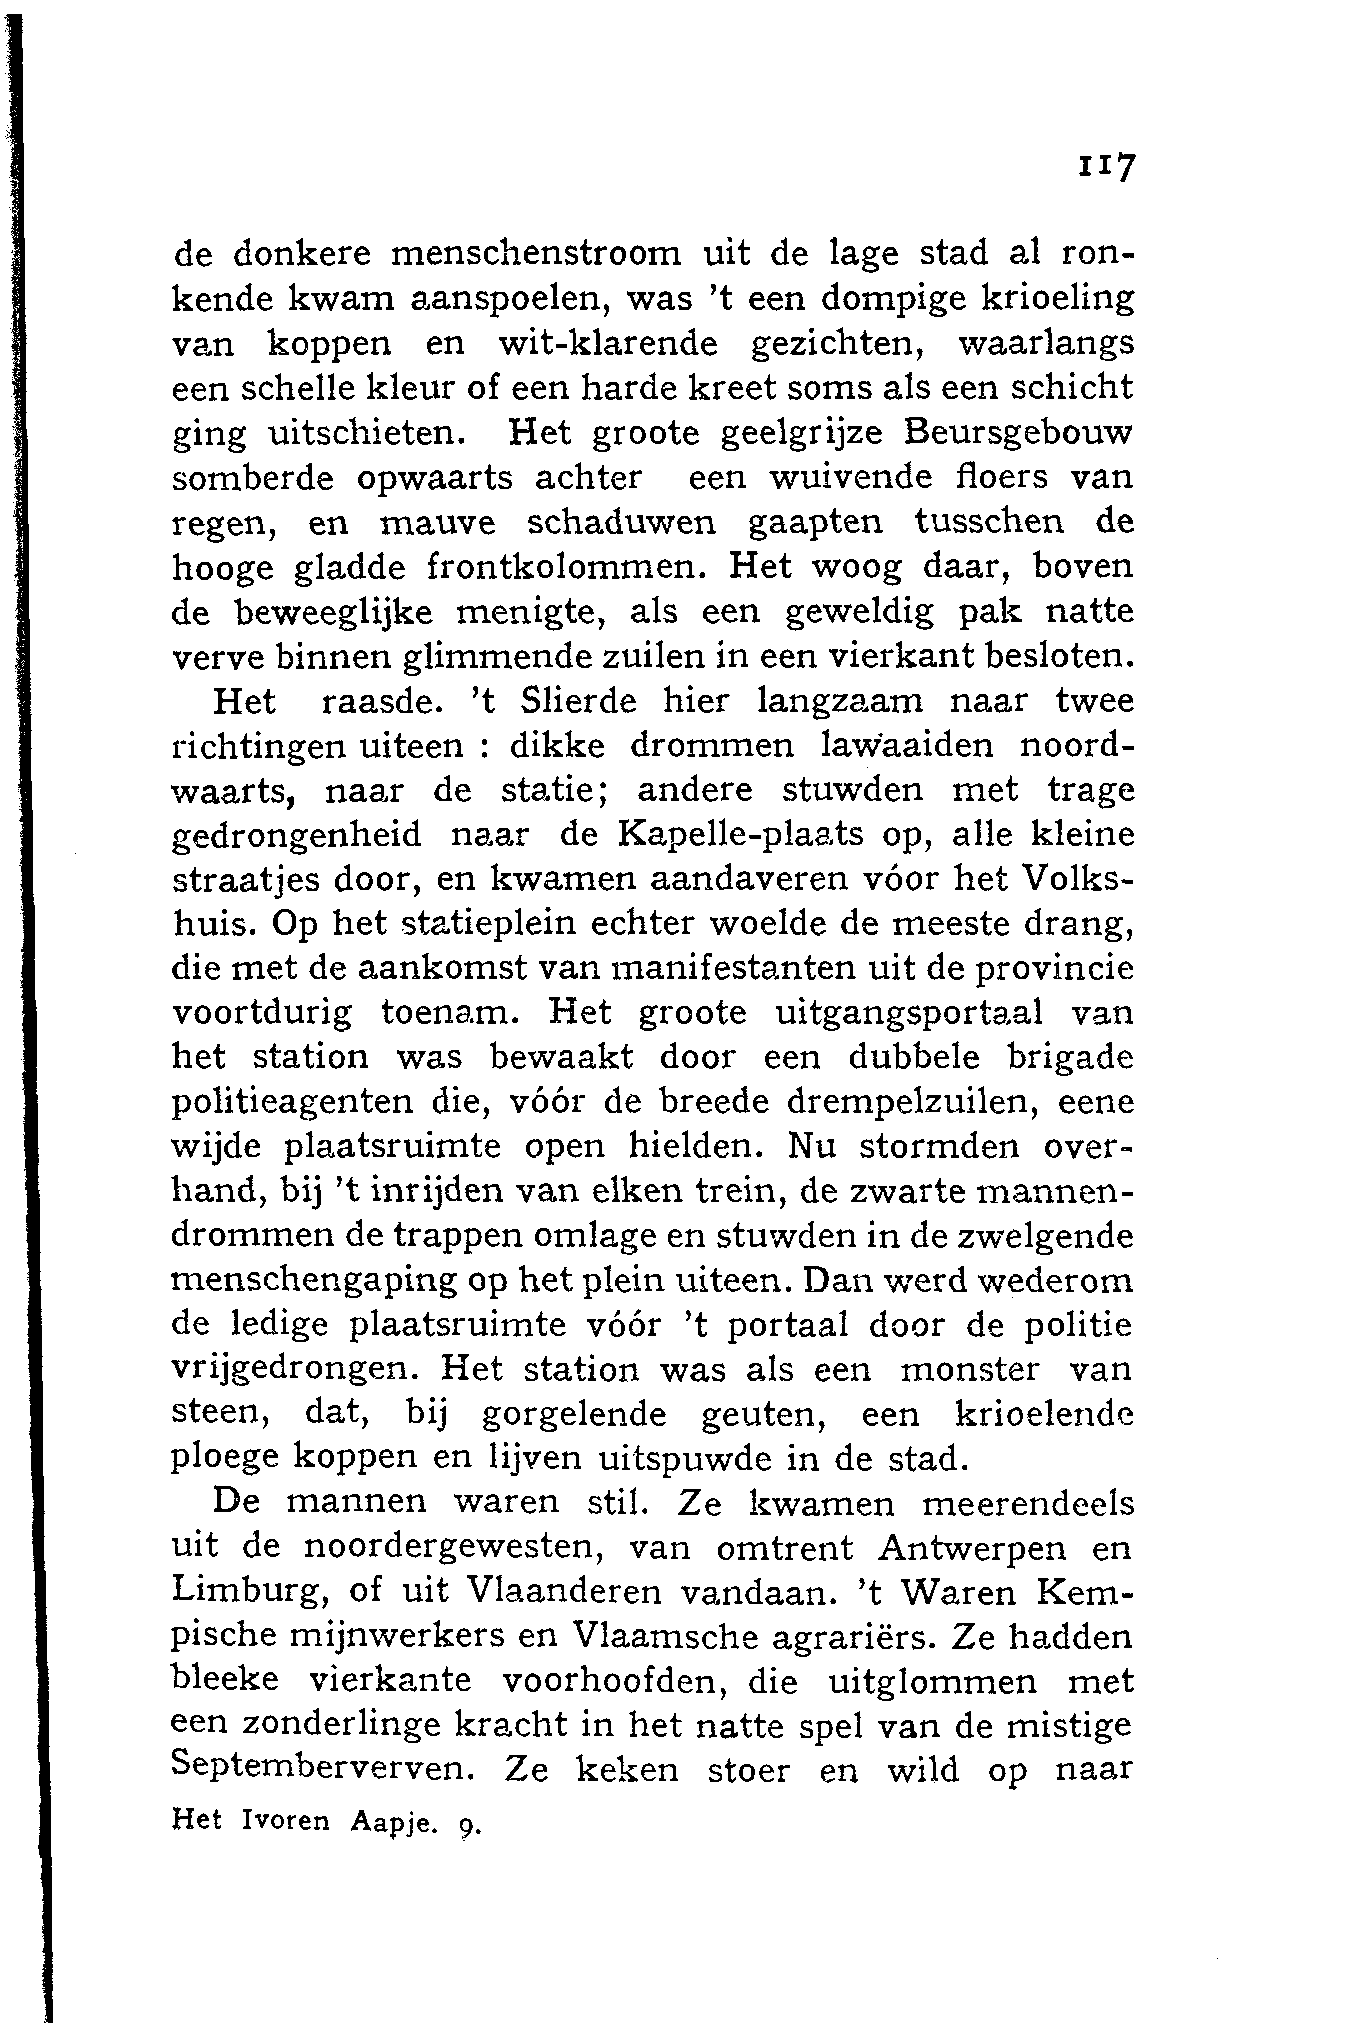 117
de donkere menschenstroom uit de lage stad al ron-
kende kwam aanspoelen, was 't een dompige krioeling
van koppen en wit-klarende gezichten, waarlangs
een schelle kleur of een harde kreet soms als een schicht
ging uitschieten. Het groote geelgrijze Beursgebouw
somberde opwaarts achter een wuivende floers van
regen, en mauve schaduwen gaapten tusschen de
hooge gladde frontkolommen. Het woog daar, boven
de beweeglijke menigte, als een geweldig pak natte
verve binnen glimmende zuilen in een vierkant besloten.
Het raasde. 't Slierde hier langzaam naar twee
richtingen uiteen : dikke drommen lawaaiden noord-
waarts, naar de statie; andere stuwden met trage
gedrongenheid naar de Kapelle-plaats op, alle kleine
straatjes door, en kwamen aandaveren vóor het Volks-
huis. Op het statieplein echter woelde de meeste drang,
die met de aankomst van manifestanten uit de provincie
voortdurig toenam. Het groote uitgangsportaal van
het station was bewaakt door een dubbele brigade
politieagenten die, vóór de breede drempelzuilen, eene
wijde plaatsruimte open hielden. Nu stormden over-
hand, bij 't inrijden van elken trein, de zwarte mannen-
drommen de trappen omlage en stuwden in de zwelgende
menschengaping op het plein uiteen. Dan werd wederom
de ledige plaatsruimte vóór 't portaal door de politie
vrijgedrongen. Het station was als een monster van
steen, dat, bij gorgelende geuten, een krioelende
ploege koppen en lijven uitspuwde in de stad.
De mannen waren stil. Ze kwamen meerendeels
uit de noordergewesten, van omtrent Antwerpen en
Limburg, of uit Vlaanderen vandaan. 't Waren Kem-
pische mijnwerkers en Vlaamsche agrariërs. Ze hadden
bleeke vierkante voorhoofden, die uitglommen met
een zonderlinge kracht in het natte spel van de mistige
Septemberverven. Ze keken stoer en wild op naar
Het Ivoren Aapje. 9.